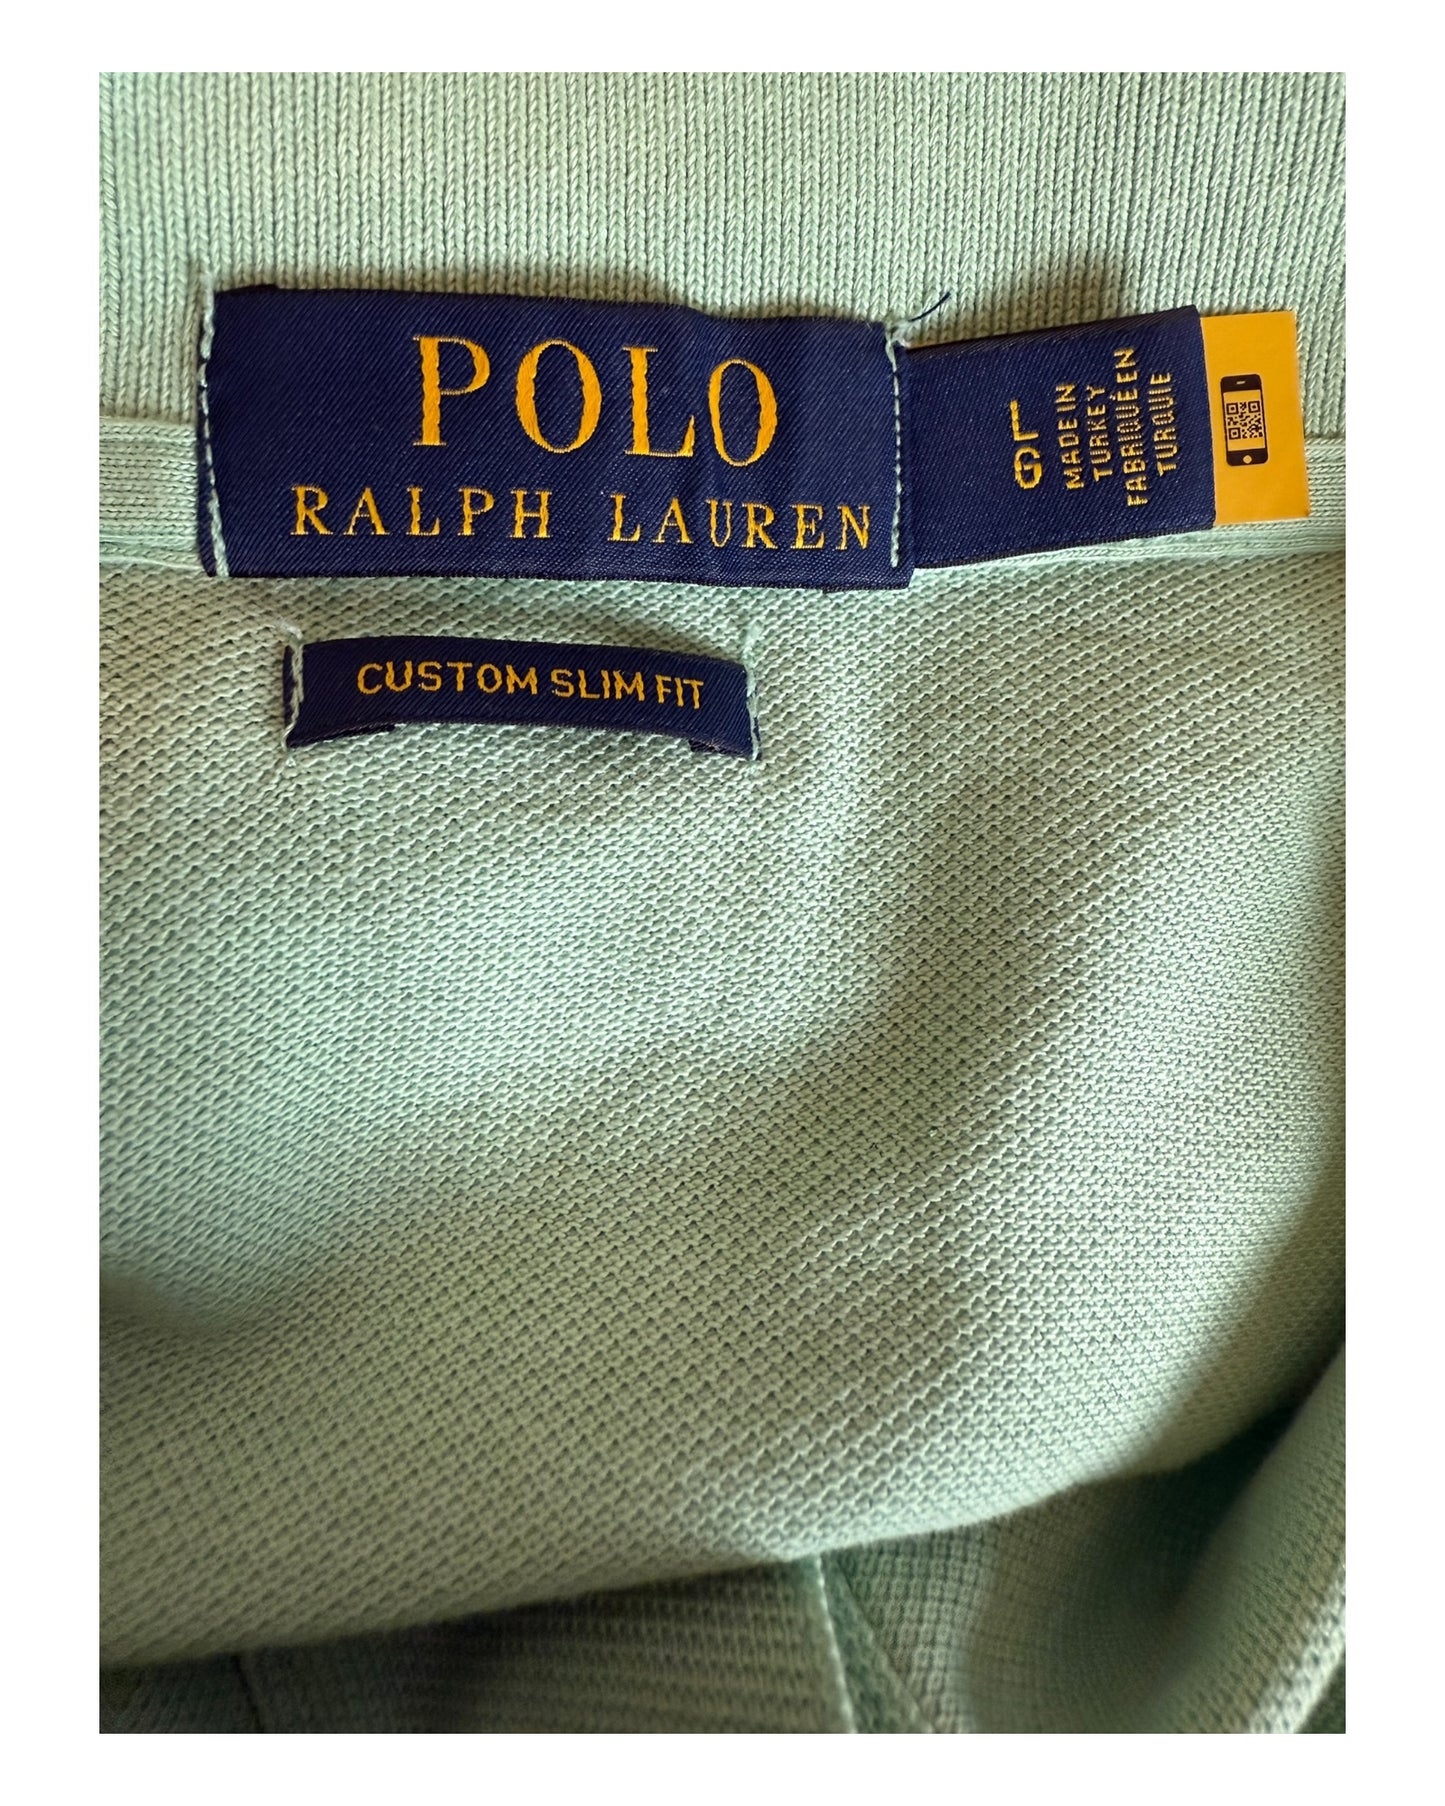 POLO
RALPH LAUREN
CUSTOM SLIM FIT
L
G
MADE IN
TURKEY
FABRIQUÉ EN
TURQUIE